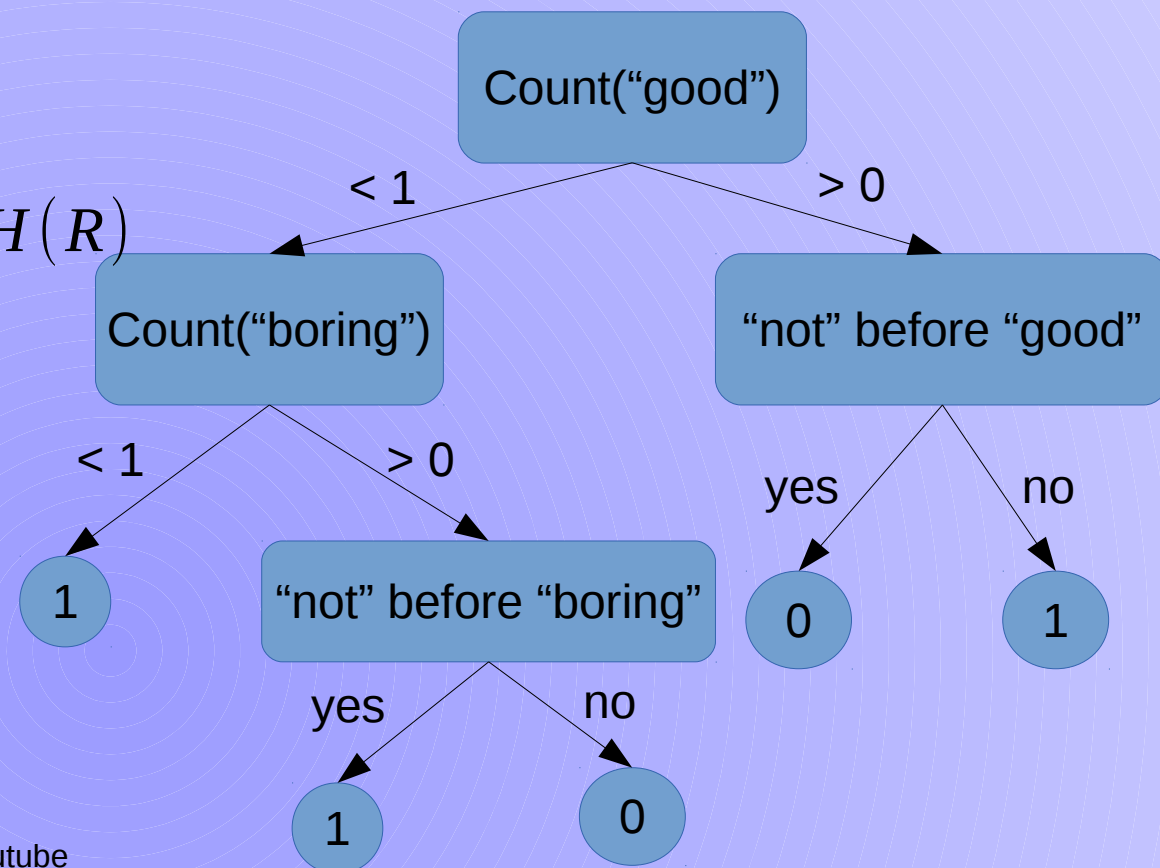 Count(“good”)
< 1
> 0
H(R)
Count(“boring”)
“not” before “good”
< 1
> 0
yes
no
1
“not” before “boring”
0
1
yes
no
1
0
utube